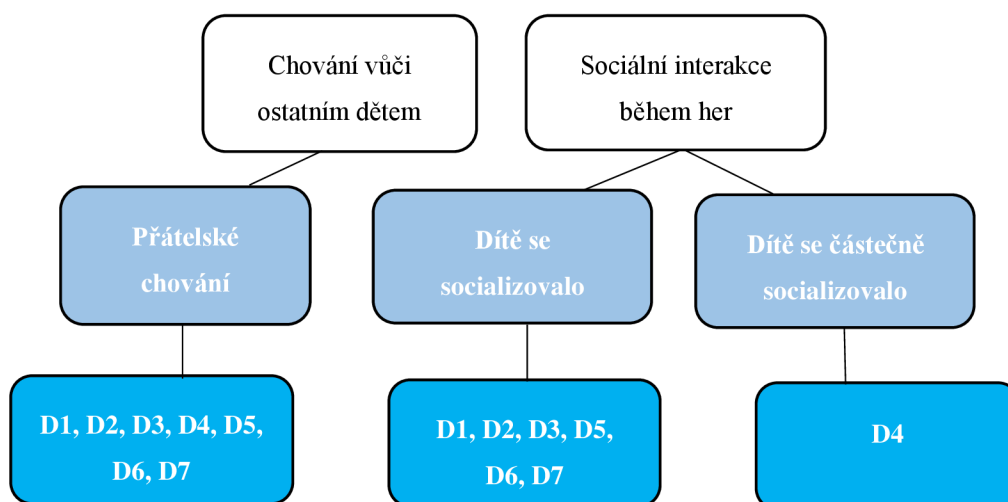 Chování vůči
ostatním dětem
Sociální interakce
během her
Přátelské
chování
Dítě se
socializovalo
Dítě se částečně
socializovalo
D1, D2, D3, D4, D5,
D6, D7
D1, D2, D3, D5,
D6, D7
D4